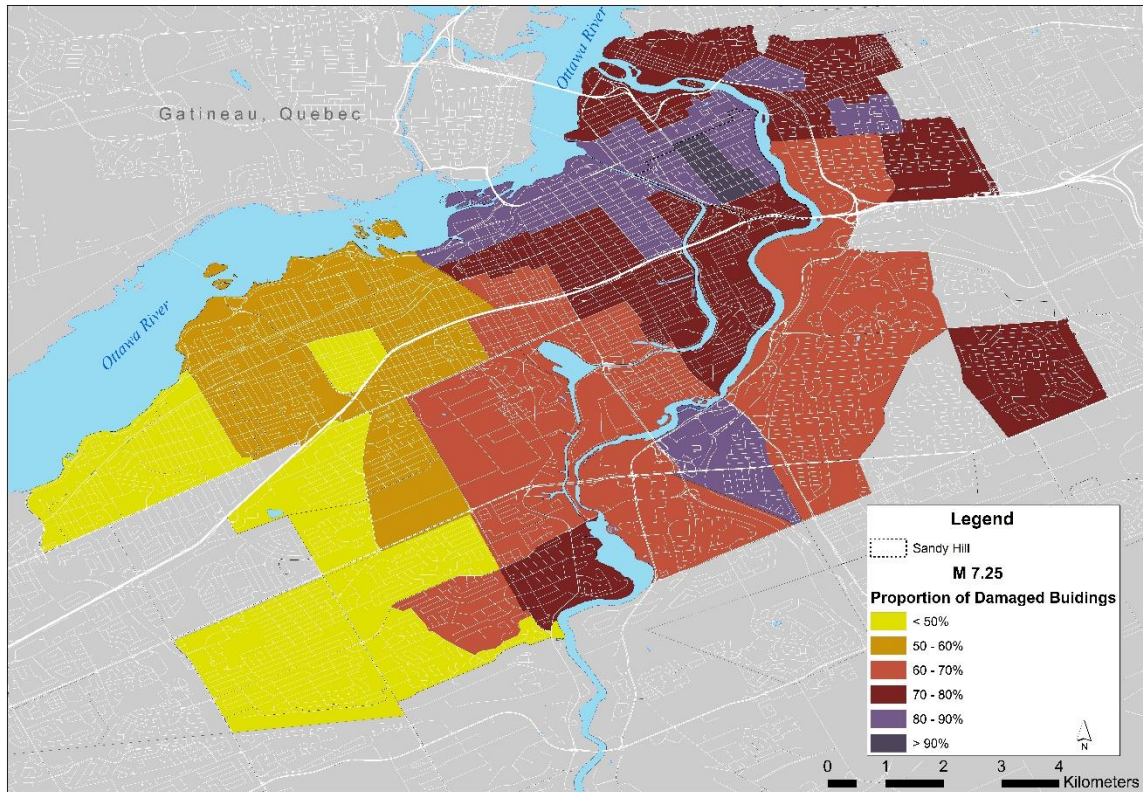 Ottawa River
Gatineau, Quebec
Ottawa River
Legend
Sandy Hill
M 7.25
Proportion of Damaged Buidings
< 50%
50 - 60%
60 - 70%
70 - 80%
80 - 90%
> 90%
N
0 1 2 3 4
Kilometers